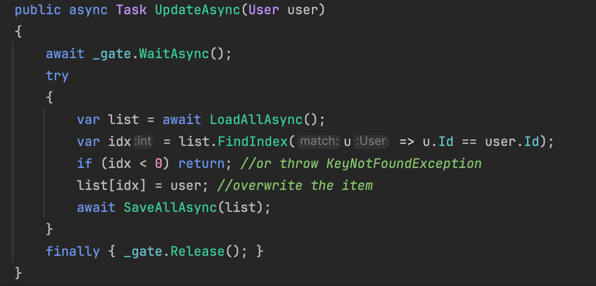 public async Task UpdateAsync(User user)
{
    await _gate.WaitAsync();
    try
    {
        var list = await LoadAllAsync();
        var idx:int = list.FindIndex(match:u:User => u.Id == user.Id);
        if (idx < 0) return; //or throw KeyNotFoundException
        list[idx] = user; //overwrite the item
        await SaveAllAsync(list);
    }
    finally { _gate.Release(); }
}